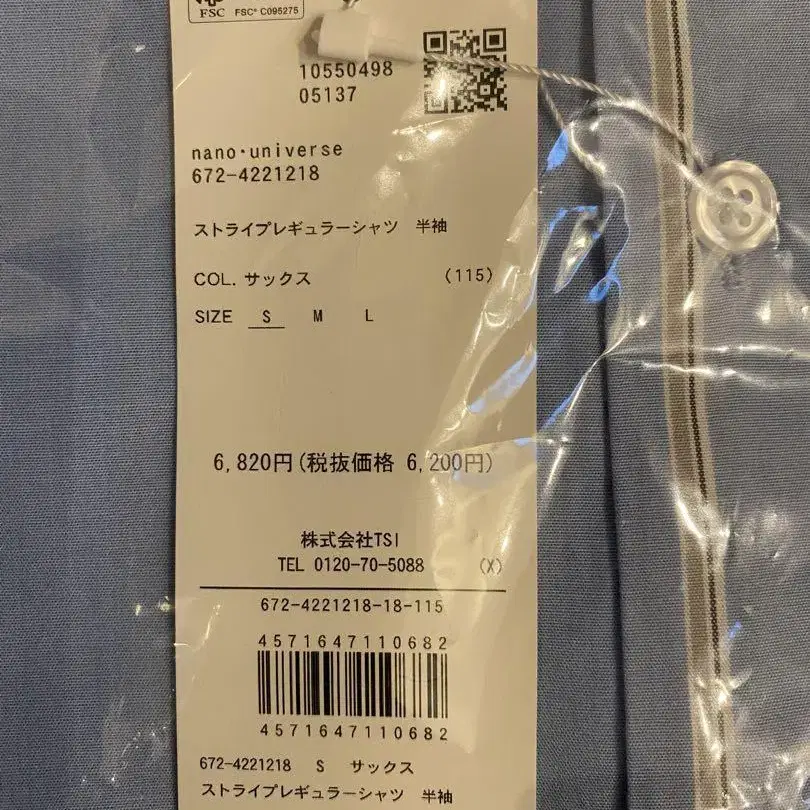 FSC FSC® C095275
10550498
05137
nano・universe
672-4221218
ストライプレギュラーシャツ 半袖
COL. サックス (115)
SIZE S M L
6,820円(税抜価格 6,200円)
株式会社TSI
TEL 0120-70-5088 (X)
672-4221218-18-115
4571647110682
4571647110682
672-4221218 S サックス
ストライプレギュラーシャツ 半袖